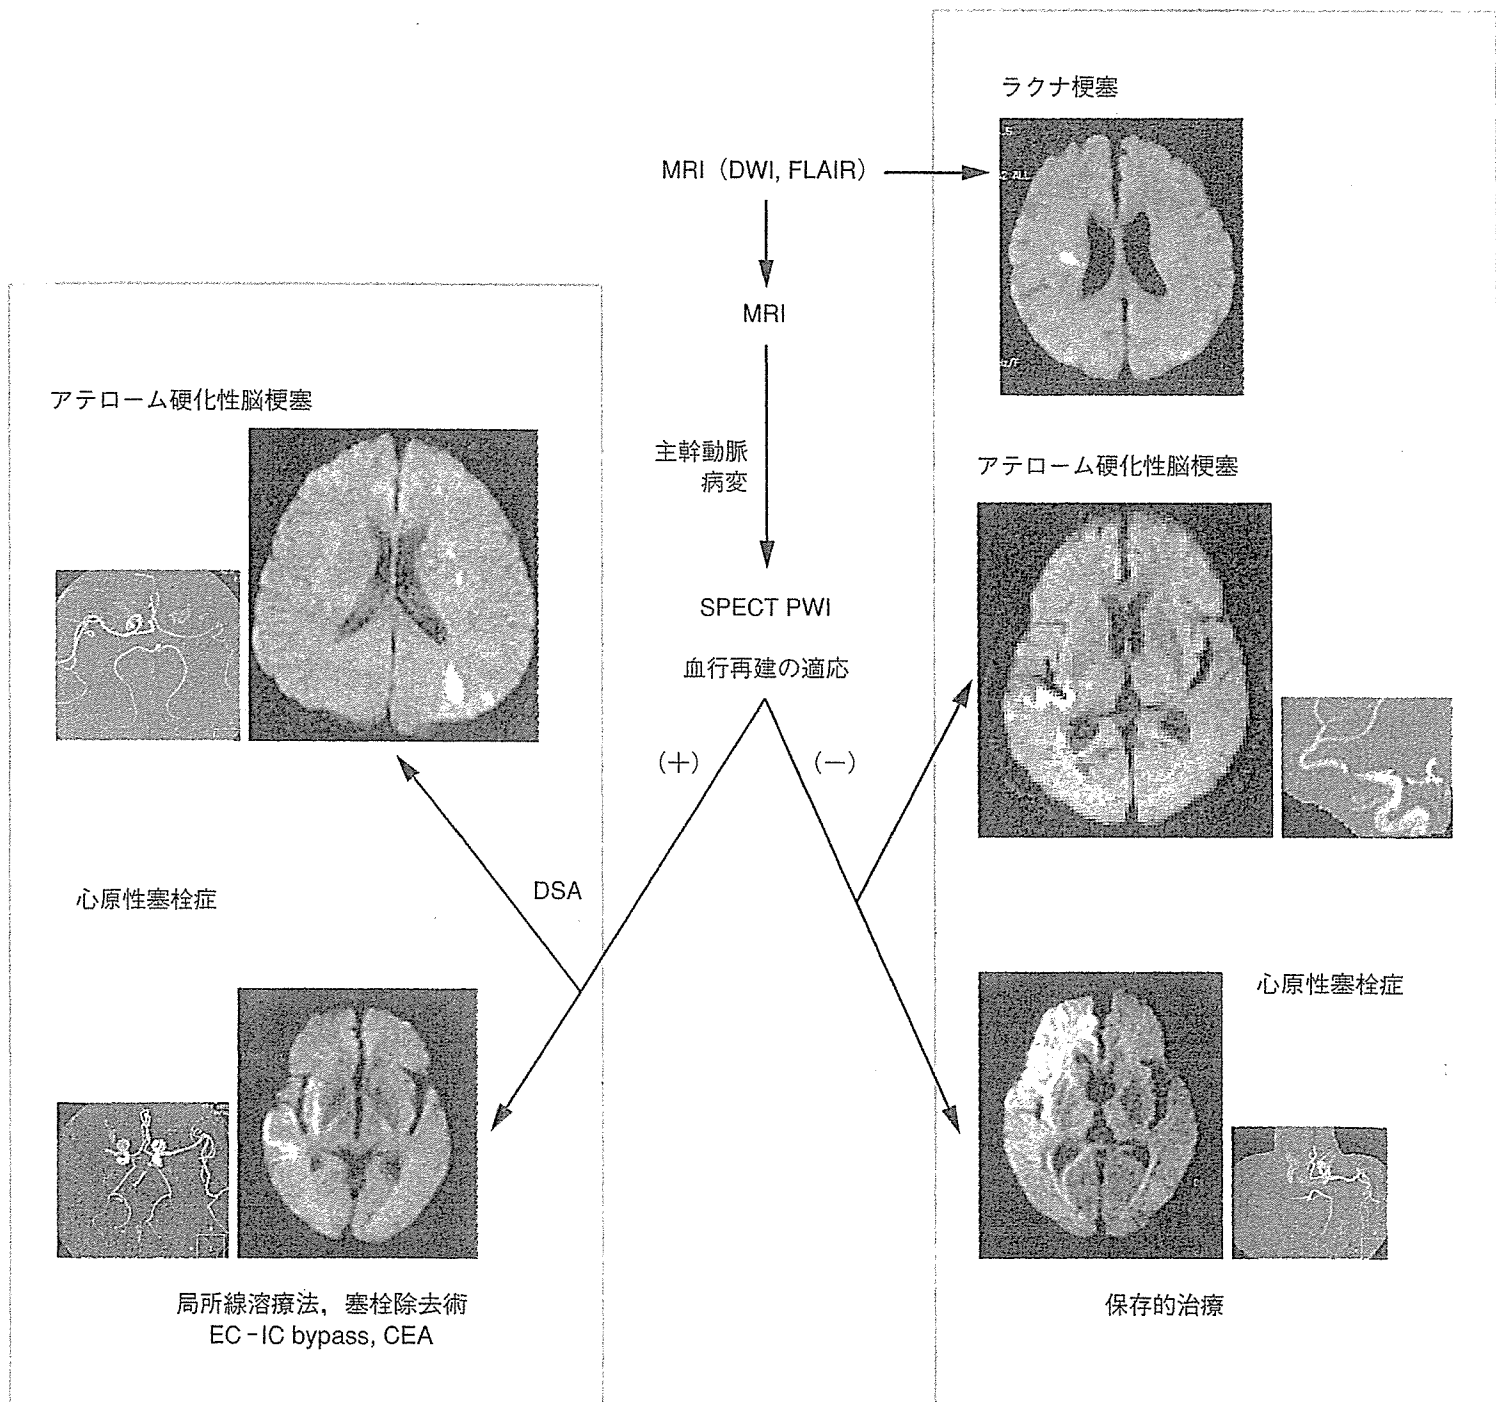 ラクナ梗塞
MRI（DWI, FLAIR）
MRI
アテローム硬化性脳梗塞
主幹動脈
病変
アテローム硬化性脳梗塞
SPECT PWI
血行再建の適応
（＋）
（－）
DSA
心原性塞栓症
心原性塞栓症
局所線溶療法，塞栓除去術
EC-IC bypass, CEA
保存的治療